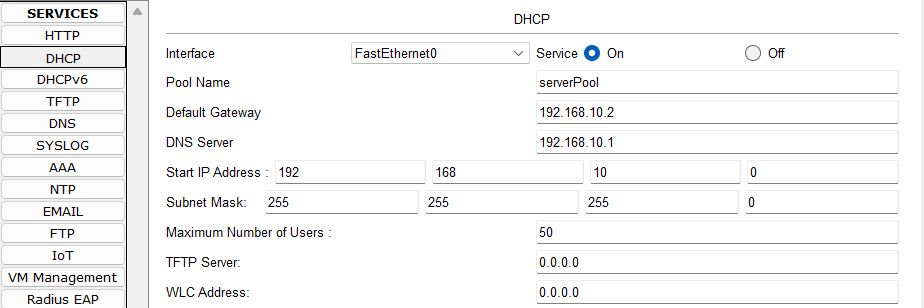 SERVICES
HTTP
DHCP
DHCPv6
TFTP
DNS
SYSLOG
AAA
NTP
EMAIL
FTP
IoT
VM Management
Radius EAP
DHCP
Interface FastEthernet0 Service On Off
Pool Name serverPool
Default Gateway 192.168.10.2
DNS Server 192.168.10.1
Start IP Address : 192 168 10 0
Subnet Mask: 255 255 255 0
Maximum Number of Users : 50
TFTP Server: 0.0.0.0
WLC Address: 0.0.0.0